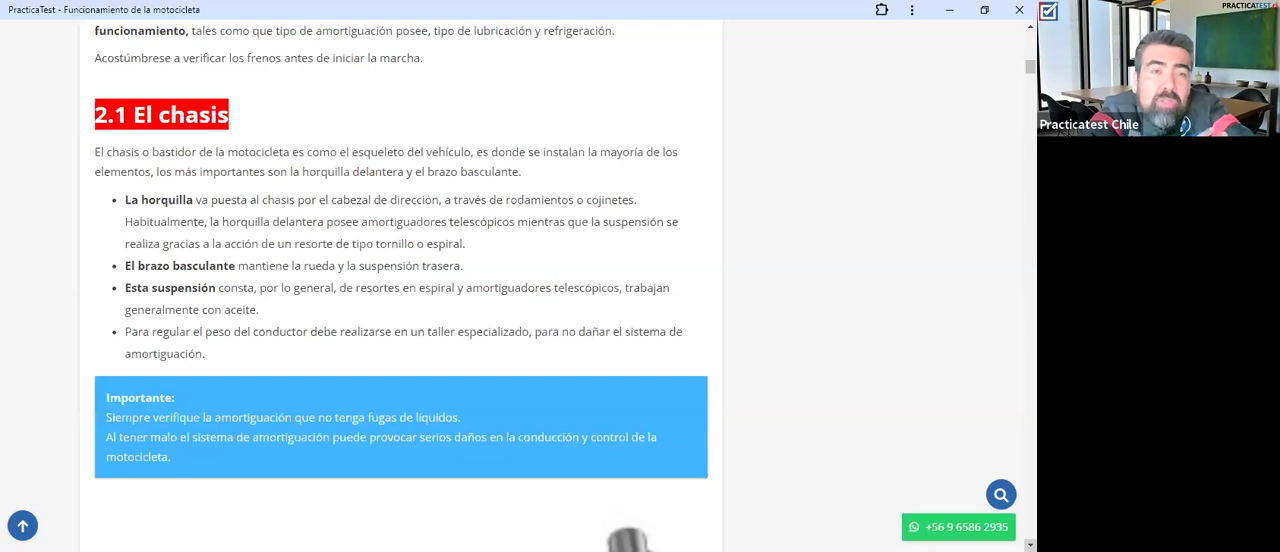 PracticaTest - Funcionamiento de la motocicleta
PRACTICATEST
funcionamiento, tales como que tipo de amortiguación posee, tipo de lubricación y refrigeración.
Acostúmbrese a verificar los frenos antes de iniciar la marcha.
2.1 El chasis
Practicatest Chile
El chasis o bastidor de la motocicleta es como el esqueleto del vehículo, es donde se instalan la mayoría de los
elementos, los más importantes son la horquilla delantera y el brazo basculante.
La horquilla va puesta al chasis por el cabezal de dirección, a través de rodamientos o cojinetes.
Habitualmente, la horquilla delantera posee amortiguadores telescópicos mientras que la suspensión se
realiza gracias a la acción de un resorte de tipo tornillo o espiral.
El brazo basculante mantiene la rueda y la suspensión trasera.
Esta suspensión consta, por lo general, de resortes en espiral y amortiguadores telescópicos, trabajan
generalmente con aceite.
Para regular el peso del conductor debe realizarse en un taller especializado, para no dañar el sistema de
amortiguación.
Importante:
Siempre verifique la amortiguación que no tenga fugas de líquidos.
Al tener malo el sistema de amortiguación puede provocar serios daños en la conducción y control de la
motocicleta.
+56 9 6586 2935